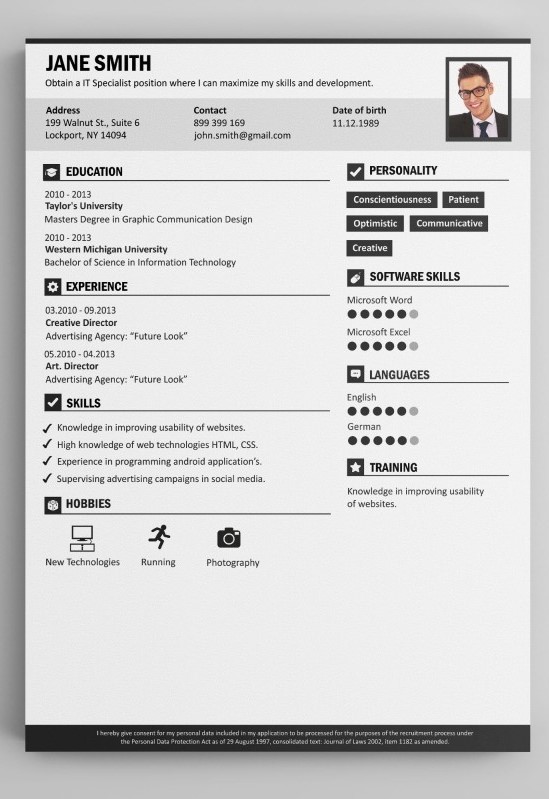 JANE SMITH
Obtain a IT Specialist position where I can maximize my skills and development.
Address
199 Walnut St., Suite 6
Lockport, NY 14094
Contact
899 399 169
john.smith@gmail.com
Date of birth
11.12.1989
EDUCATION
2010 - 2013
Taylor's University
Masters Degree in Graphic Communication Design
2010 - 2013
Western Michigan University
Bachelor of Science in Information Technology
EXPERIENCE
03.2010 - 09.2013
Creative Director
Advertising Agency: “Future Look”
05.2010 - 04.2013
Art. Director
Advertising Agency: “Future Look”
SKILLS
Knowledge in improving usability of websites.
High knowledge of web technologies HTML, CSS.
Experience in programming android application's.
Supervising advertising campaigns in social media.
HOBBIES
New Technologies
Running
Photography
PERSONALITY
Conscientiousness Patient
Optimistic Communicative
Creative
SOFTWARE SKILLS
Microsoft Word
Microsoft Excel
LANGUAGES
English
German
TRAINING
Knowledge in improving usability
of websites.
I hereby give consent for my personal data included in my application to be processed for the purposes of the recruitment process under
the Personal Data Protection Act as of 29 August 1997, consolidated text: Journal of Laws 2002, item 1182 as amended.